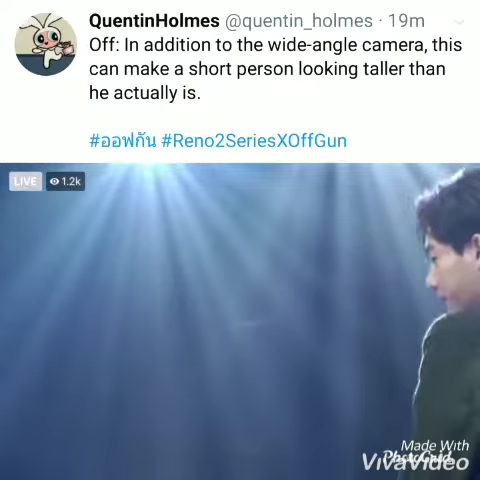 QuentinHolmes @quentin_holmes · 19m
Off: In addition to the wide-angle camera, this
can make a short person looking taller than
he actually is.
#ออฟกัน #Reno2SeriesXOffGun
LIVE 1.2k
Made With
PhotoGrid
VivaVideo